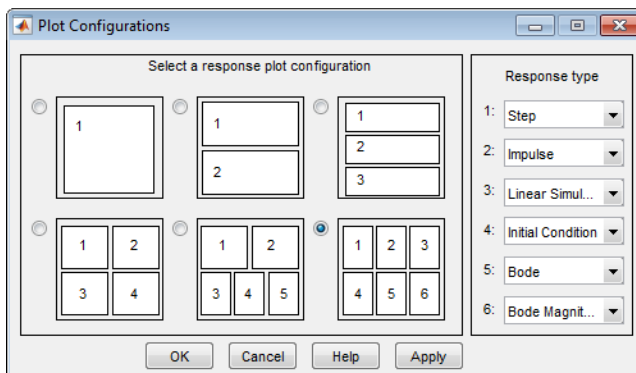 Plot Configurations
Select a response plot configuration
1
1
2
1
2
3
1 2
3 4
1 2
3 4 5
1 2 3
4 5 6
Response type
1: Step
2: Impulse
3: Linear Simul...
4: Initial Condition
5: Bode
6: Bode Magnit...
OK Cancel Help Apply